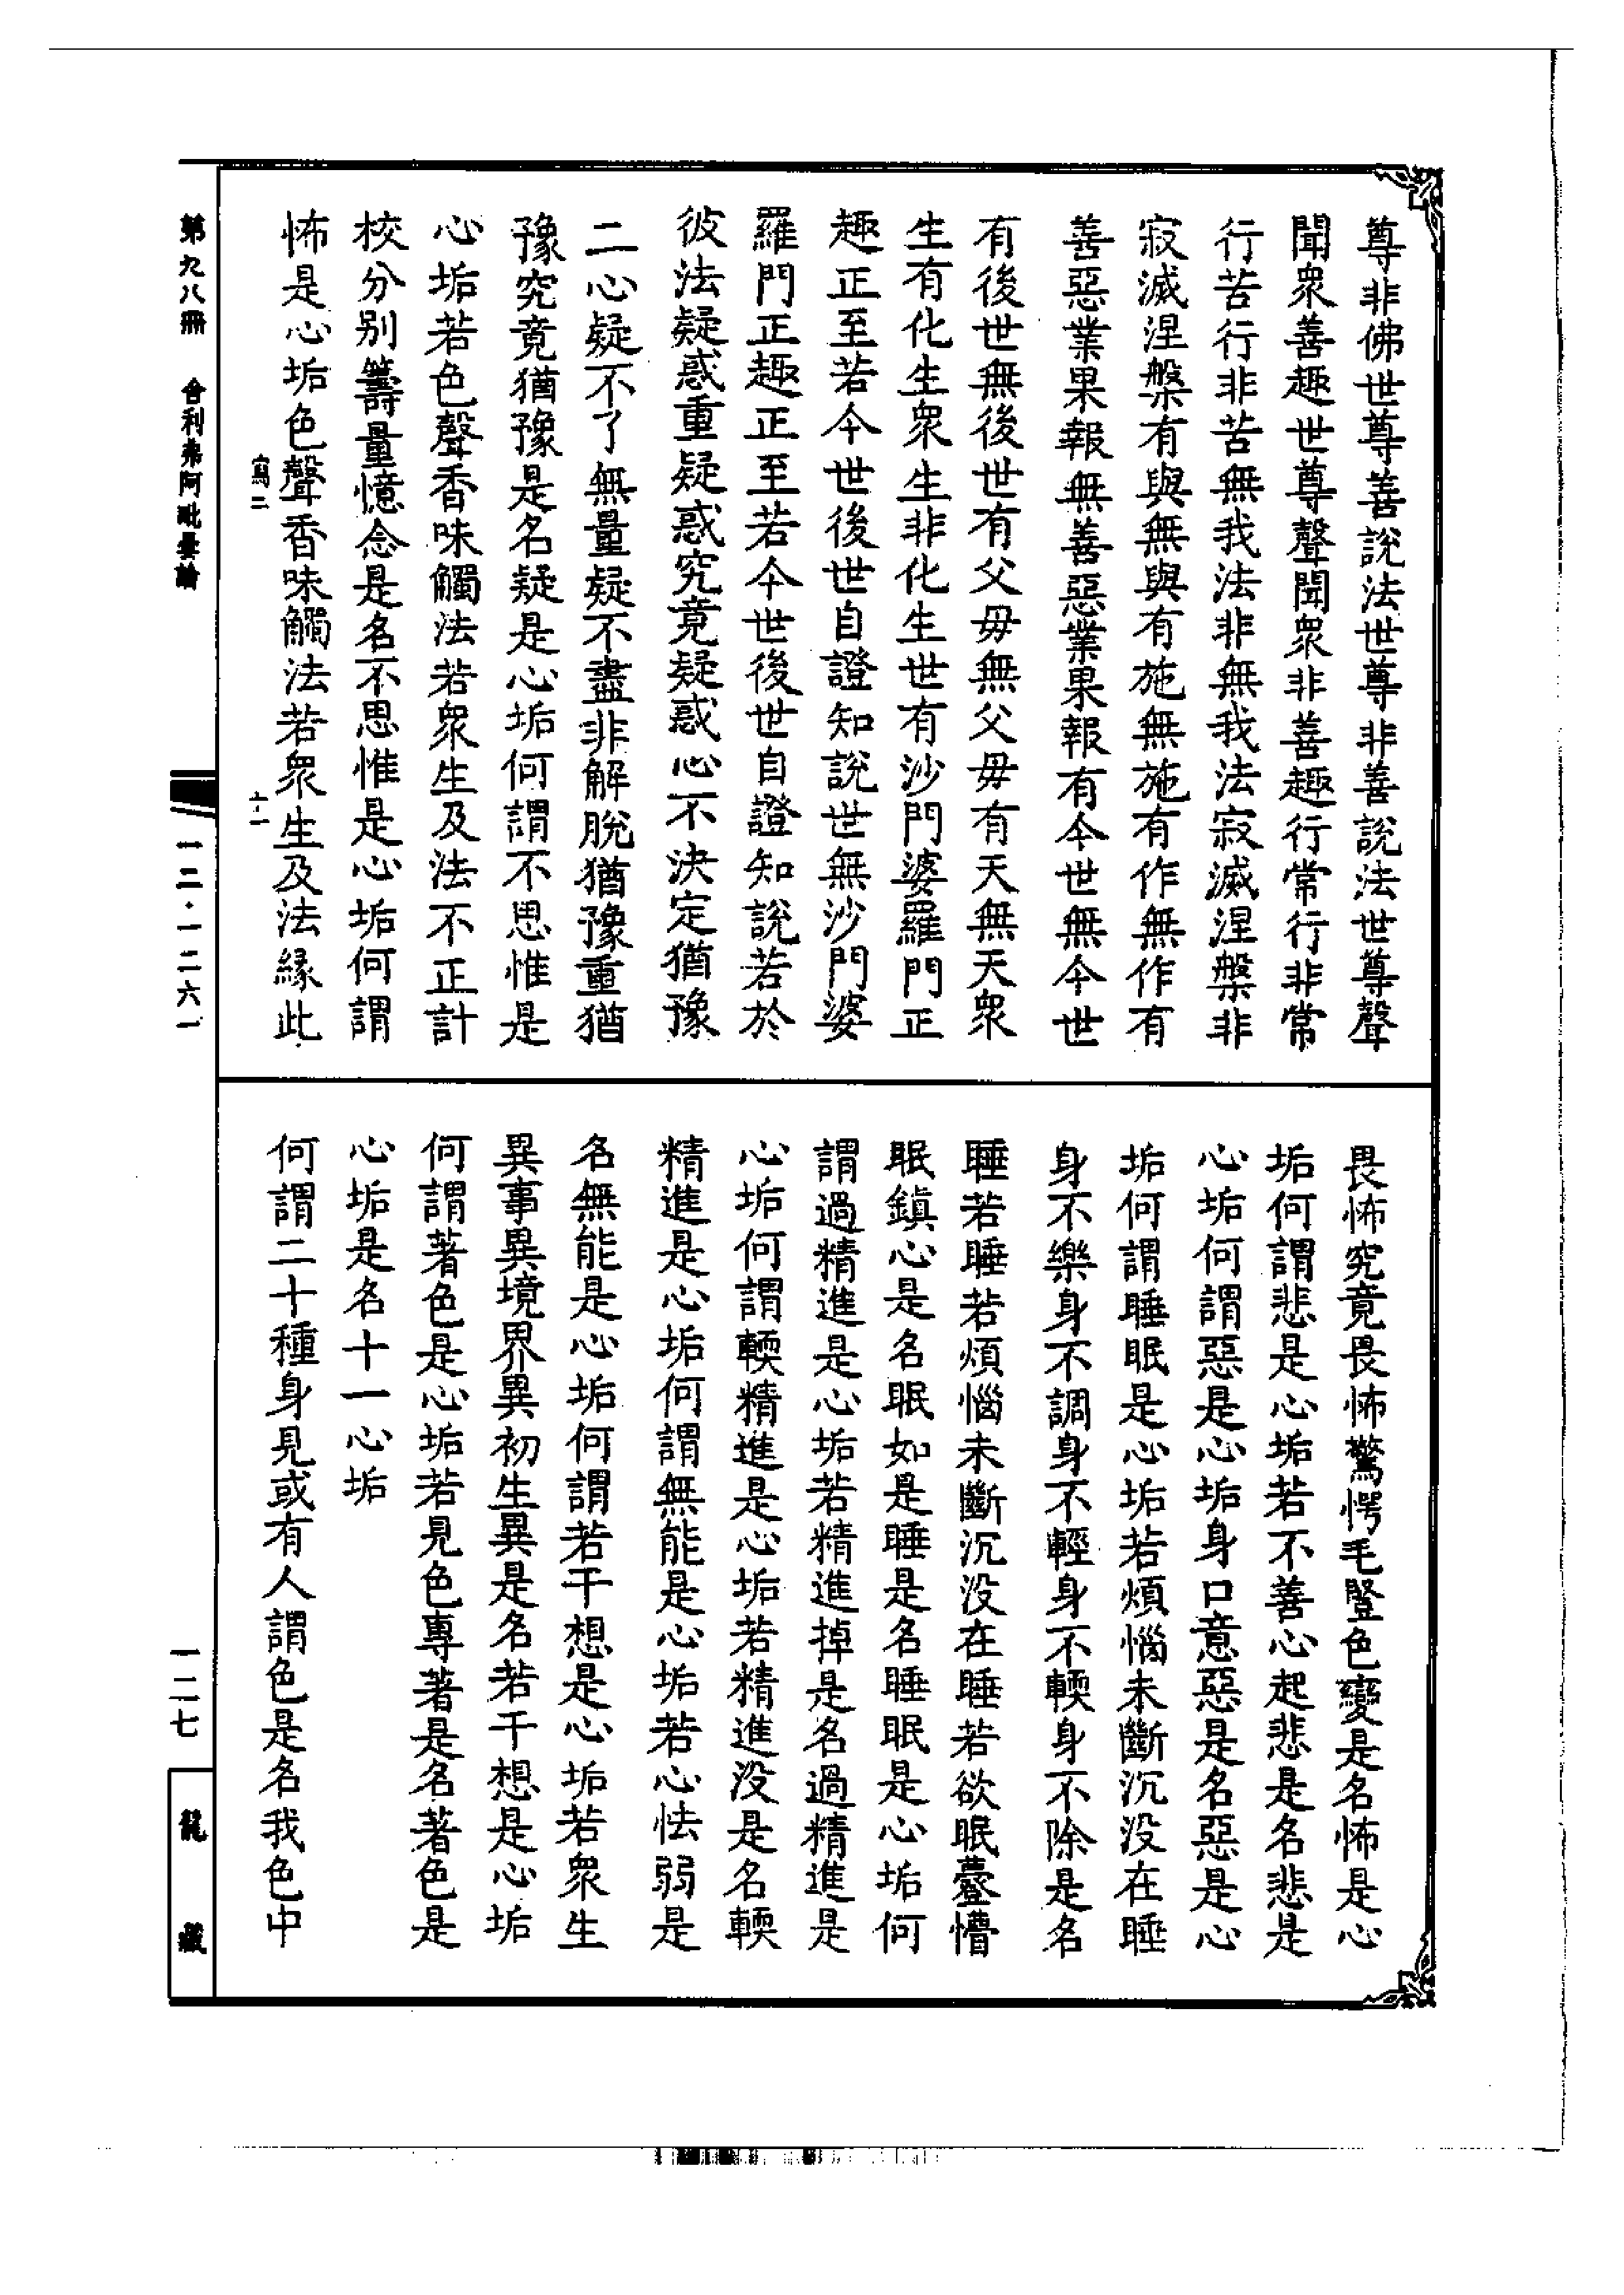 尊非佛世尊善說法世尊非善說法世尊聲
聞衆善趣世尊聲聞衆非善趣行常行非常
行苦行非苦無我法非無我法寂滅涅槃非
寂滅涅槃有與無與有施無施有作無作有
善惡業果報無善惡業果報有今世無今世
有後世無後世有父毋無父毋有天無天衆
生有化生衆生非化生世有沙門婆羅門正
趣正至若今世後世自證知說世無沙門婆
羅門正趣正至若今世後世自證知說若於
彼法疑惑重疑惑究竟疑惑心不決定猶豫
二心疑不了無量疑不盡非解脫猶豫重猶
豫究竟猶豫是名疑是心垢何謂不思惟是
心垢若色聲香味觸法若衆生及法不正計
校分別籌量憶念是名不思惟是心垢何謂
怖是心垢色聲香味觸法若衆生及法緣此
畏怖究竟畏怖驚愕毛豎色變是名怖是心
垢何謂悲是心垢若不善心起悲是名悲是
心垢何謂惡是心垢身口意惡是名惡是心
垢何謂睡眠是心垢若煩惱未斷沉沒在睡
身不樂身不調身不輕身不輭身不除是名
睡若睡若煩惱未斷沉沒在睡若欲眠薹懵
眠鎮心是名眠如是睡是名睡眠是心垢何
謂過精進是心垢若精進掉是名過精進是
心垢何謂輭精進是心垢若精進沒是名輭
精進是心垢何謂無能是心垢若心怯弱是
名無能是心垢何謂若干想是心垢若衆生
異事異境界異初生異是名若干想是心垢
何謂著色是心垢若見色專著是名著色是
心垢是名十一心垢
何謂二十種身見或有人謂色是名我色中
寫二
十一
第九八冊 舍利弗阿毗曇論
一二·一二六一
一二七
龍藏